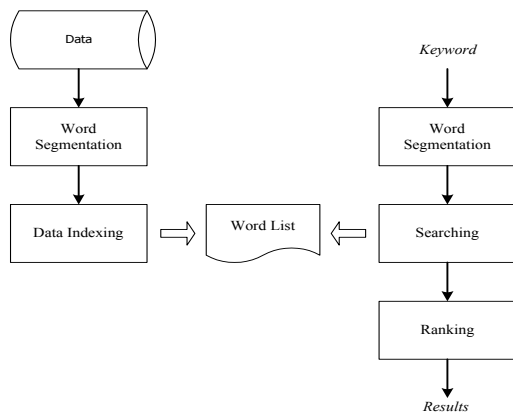 Data
Keyword
Word
Segmentation
Word
Segmentation
Data Indexing
Word List
Searching
Ranking
Results